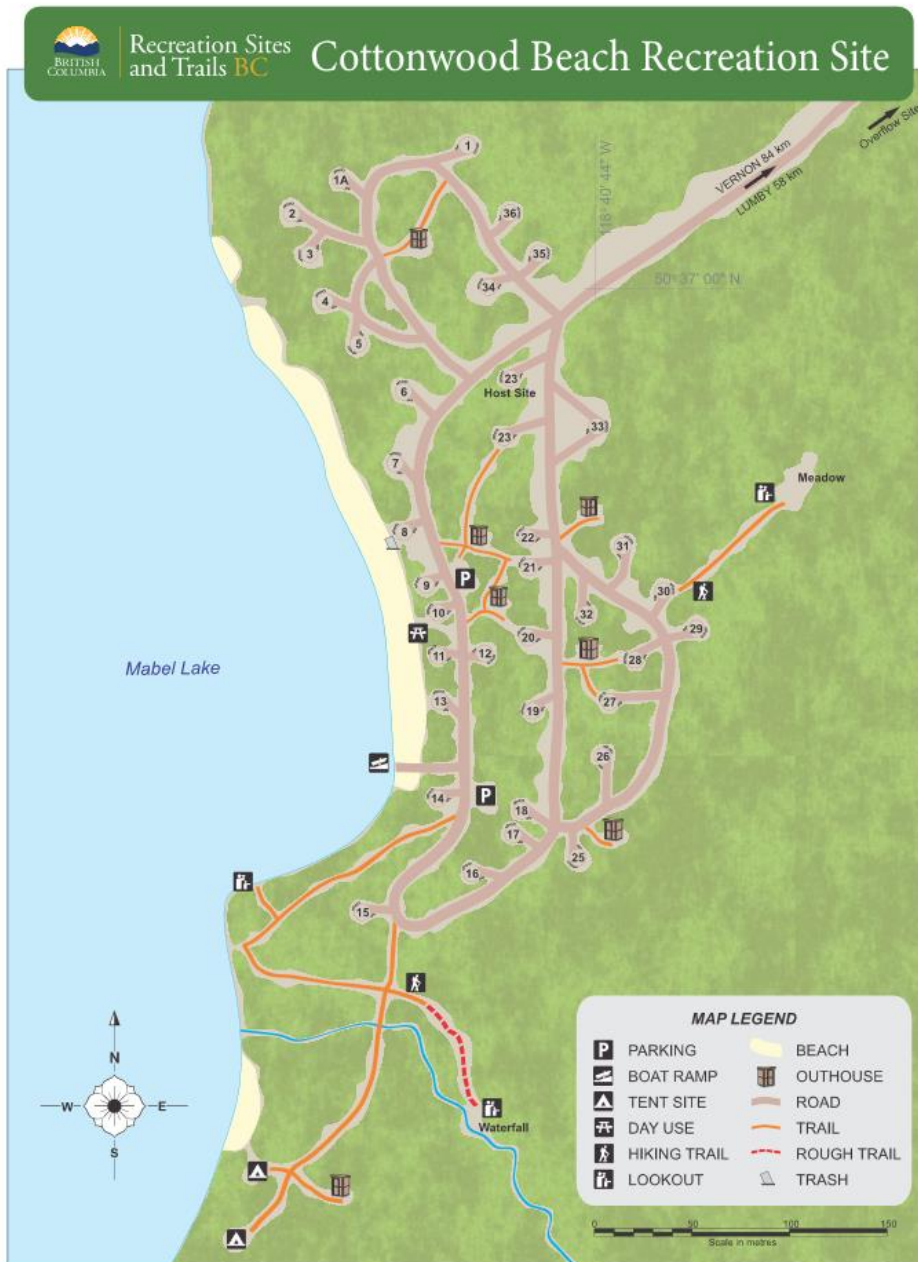 BRITISH
COLUMBIA
Recreation Sites
and Trails BC
Cottonwood Beach Recreation Site
Overflow Site
VERNON 84 km
LUMBY 58 km
118° 40' 44" W
50° 37' 00" N
1
1A
2
3
36
35
34
4
5
23
Host Site
6
33
23
7
Meadow
8
22
21
31
9
30
32
10
P
20
29
11
12
28
27
13
19
26
14
P
18
17
25
16
15
Mabel Lake
N
W
E
S
Waterfall
MAP LEGEND
P PARKING
BOAT RAMP
TENT SITE
DAY USE
HIKING TRAIL
LOOKOUT
BEACH
OUTHOUSE
ROAD
TRAIL
ROUGH TRAIL
TRASH
0 50 100 150
Scale in metres